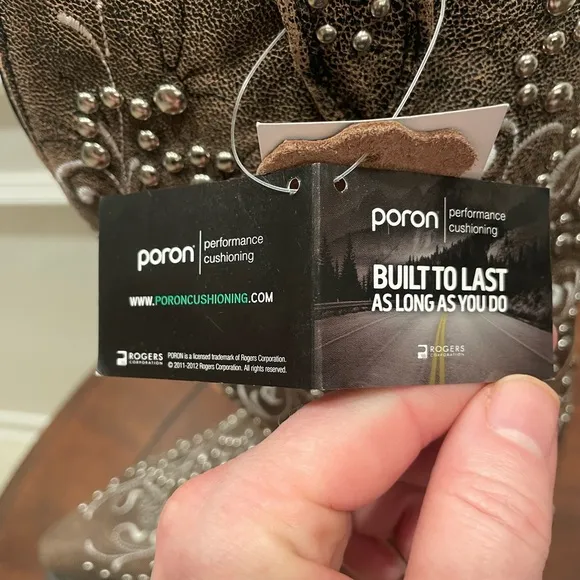 poron® | performance cushioning
WWW.PORONCUSHIONING.COM
ROGERS
CORPORATION
PORON is a licensed trademark of Rogers Corporation.
© 2011-2012 Rogers Corporation. All rights reserved.
poron® | performance cushioning
BUILT TO LAST
AS LONG AS YOU DO
ROGERS
CORPORATION